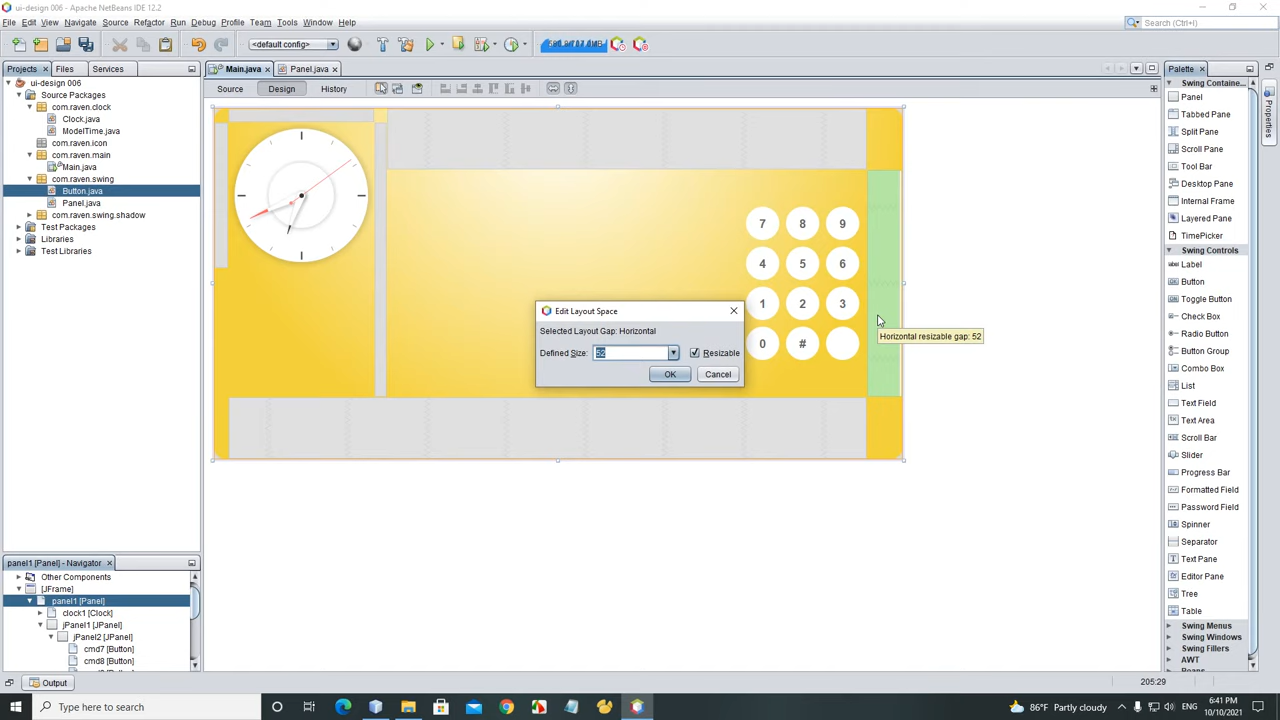 ui-design 006 - Apache NetBeans IDE 12.2
File Edit View Navigate Source Refactor Run Debug Profile Team Tools Window Help
Search (Ctrl+I)
<default config>
Projects Files Services
Main.java Panel.java
Palette
Source Design History
ui-design 006
Source Packages
com.raven.clock
Clock.java
ModelTime.java
com.raven.icon
com.raven.main
Main.java
com.raven.swing
Button.java
Panel.java
com.raven.swing.shadow
Test Packages
Libraries
Test Libraries
7 8 9
4 5 6
1 2 3
0 #
Edit Layout Space
Selected Layout Gap: Horizontal
Defined Size: 52 Resizable
OK Cancel
Horizontal resizable gap: 52
Swing Container...
Panel
Tabbed Pane
Split Pane
Scroll Pane
Tool Bar
Desktop Pane
Internal Frame
Layered Pane
TimePicker
Swing Controls
Label
Button
Toggle Button
Check Box
Radio Button
Button Group
Combo Box
List
Text Field
Text Area
Scroll Bar
Slider
Progress Bar
Formatted Field
Password Field
Spinner
Separator
Text Pane
Editor Pane
Tree
Table
Swing Menus
Swing Windows
Swing Fillers
AWT
Properties
panel1 [Panel] - Navigator
Other Components
[JFrame]
panel1 [Panel]
clock1 [Clock]
jPanel1 [JPanel]
jPanel2 [JPanel]
cmd7 [Button]
cmd8 [Button]
Output
205:29
Type here to search
86°F Partly cloudy
ENG
6:41 PM
10/10/2021